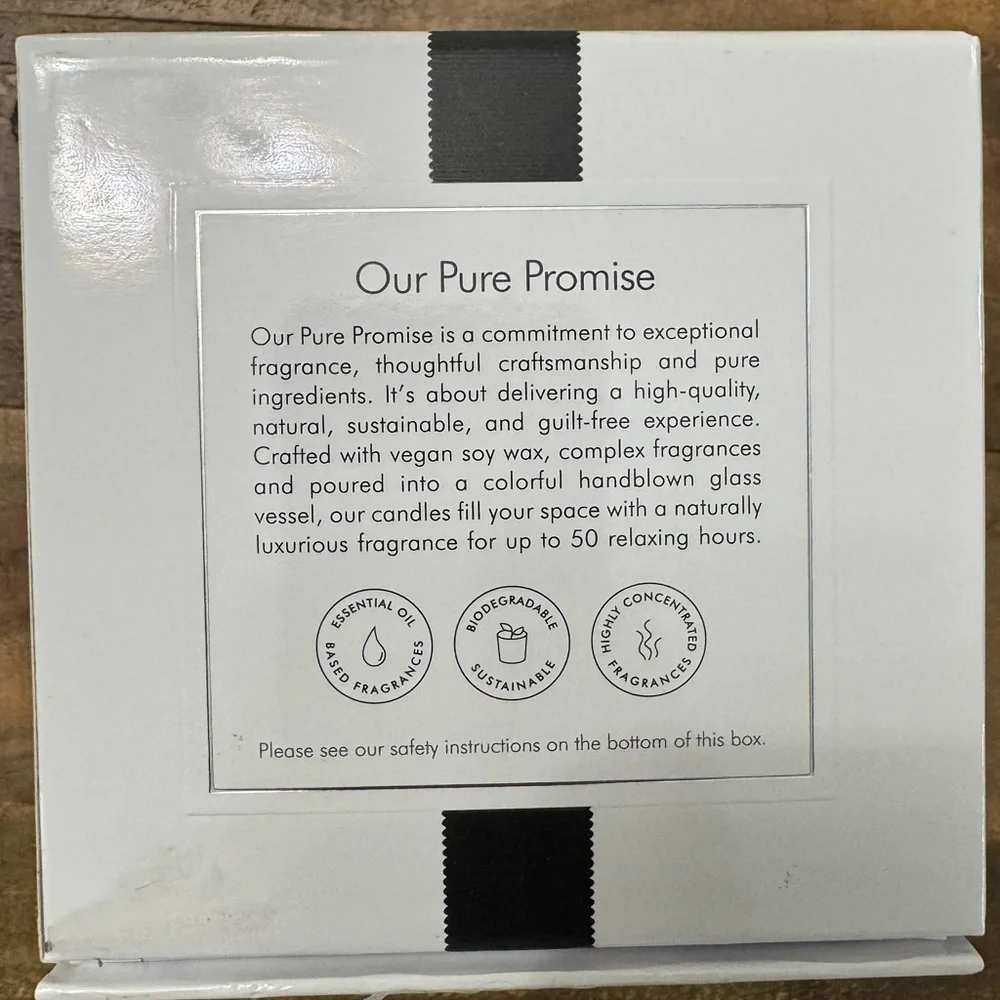 Our Pure Promise
Our Pure Promise is a commitment to exceptional
fragrance, thoughtful craftsmanship and pure
ingredients. It's about delivering a high-quality,
natural, sustainable, and guilt-free experience.
Crafted with vegan soy wax, complex fragrances
and poured into a colorful handblown glass
vessel, our candles fill your space with a naturally
luxurious fragrance for up to 50 relaxing hours.
ESSENTIAL OIL
BASED FRAGRANCES
BIODEGRADABLE
SUSTAINABLE
HIGHLY CONCENTRATED
FRAGRANCES
Please see our safety instructions on the bottom of this box.